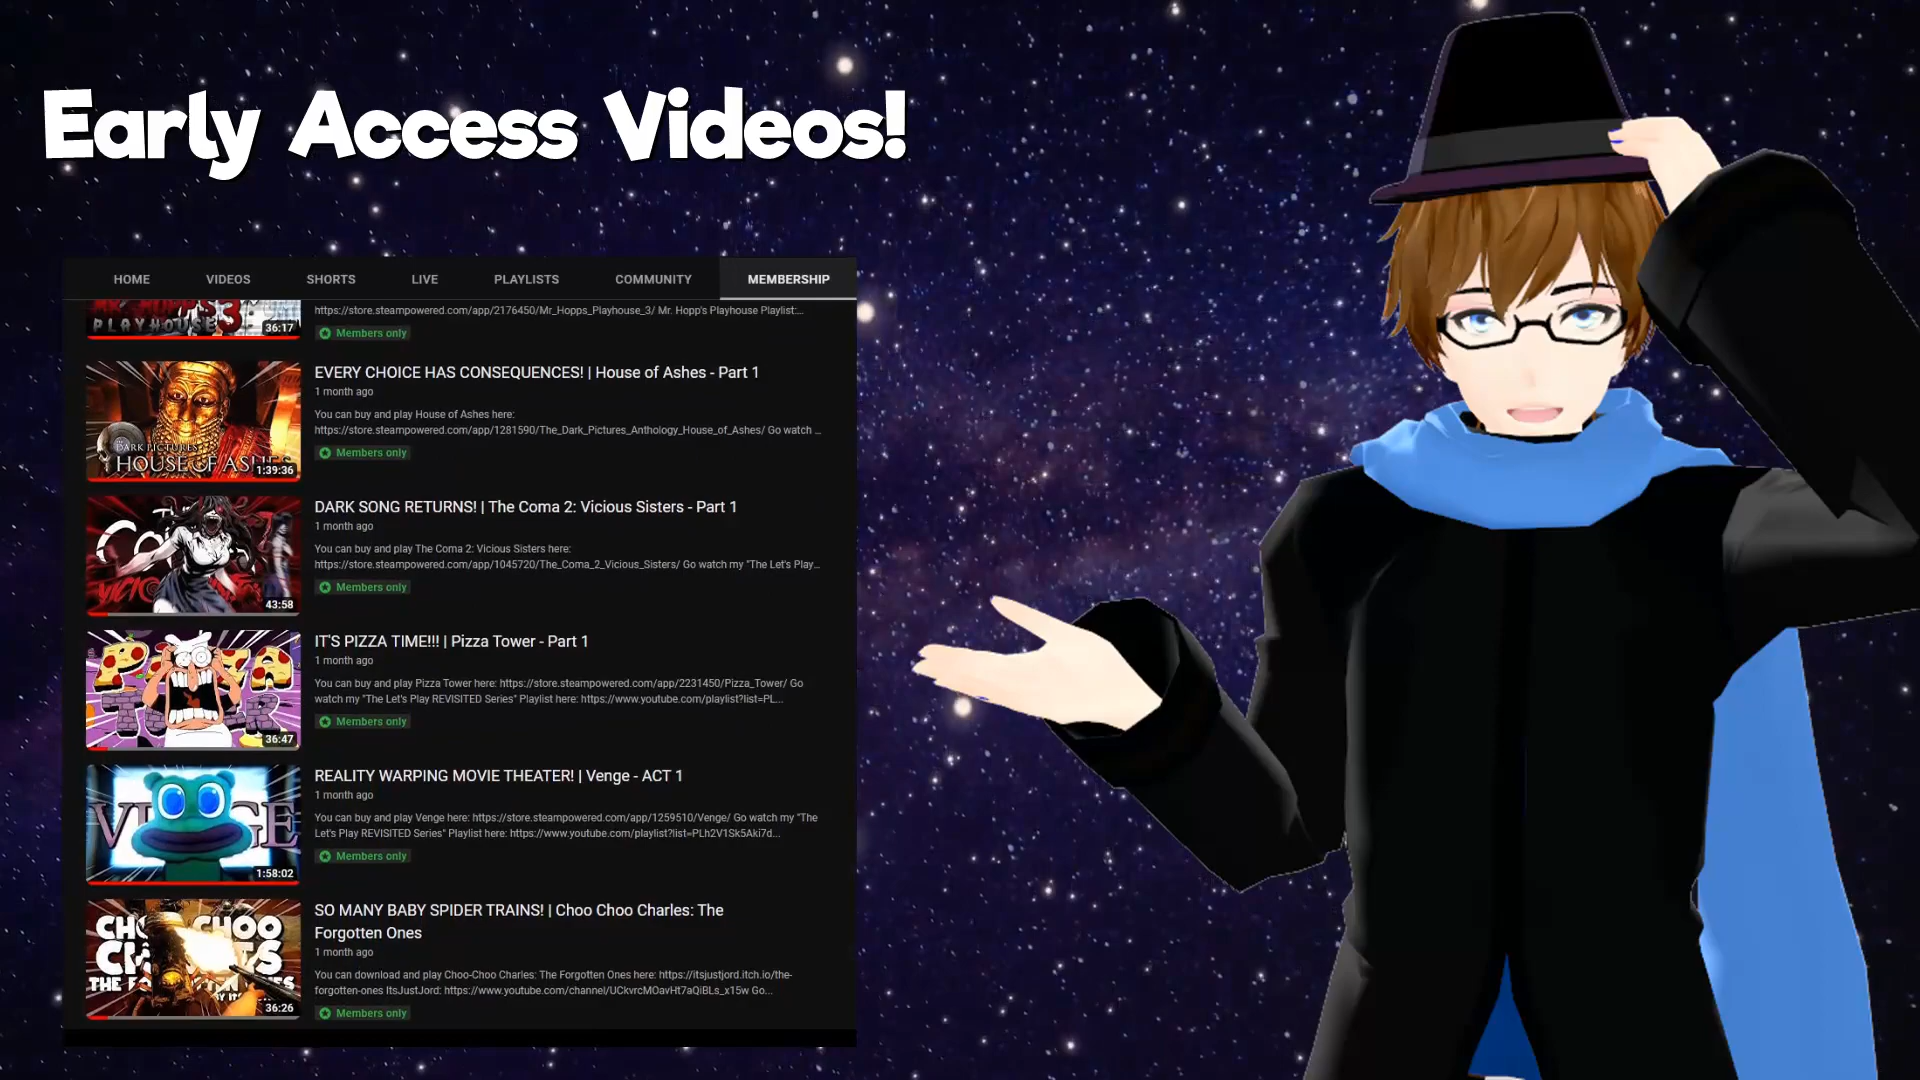 Early Access Videos!
HOME VIDEOS SHORTS LIVE PLAYLISTS COMMUNITY MEMBERSHIP
3
PLAYHOUSE
36:17
https://store.steampowered.com/app/2176450/Mr_Hopps_Playhouse_3/ Mr. Hopp's Playhouse Playlist:...
Members only
DARK PICTURES
HOUSE OF ASHES
1:39:36
EVERY CHOICE HAS CONSEQUENCES! | House of Ashes - Part 1
1 month ago
You can buy and play House of Ashes here:
https://store.steampowered.com/app/1281590/The_Dark_Pictures_Anthology_House_of_Ashes/ Go watch ...
Members only
43:58
DARK SONG RETURNS! | The Coma 2: Vicious Sisters - Part 1
1 month ago
You can buy and play The Coma 2: Vicious Sisters here:
https://store.steampowered.com/app/1045720/The_Coma_2_Vicious_Sisters/ Go watch my "The Let's Play...
Members only
PIZZA
TOWER
36:47
IT'S PIZZA TIME!!! | Pizza Tower - Part 1
1 month ago
You can buy and play Pizza Tower here: https://store.steampowered.com/app/2231450/Pizza_Tower/ Go
watch my "The Let's Play REVISITED Series" Playlist here: https://www.youtube.com/playlist?list=PL...
Members only
1:58:02
REALITY WARPING MOVIE THEATER! | Venge - ACT 1
1 month ago
You can buy and play Venge here: https://store.steampowered.com/app/1259510/Venge/ Go watch my "The
Let's Play REVISITED Series" Playlist here: https://www.youtube.com/playlist?list=PLh2V1Sk5Aki7d...
Members only
36:26
SO MANY BABY SPIDER TRAINS! | Choo Choo Charles: The
Forgotten Ones
1 month ago
You can download and play Choo-Choo Charles: The Forgotten Ones here: https://itsjustjord.itch.io/the-
forgotten-ones ItsJustJord: https://www.youtube.com/channel/UCkvrcMOavHt7aQiBLs_x15w Go...
Members only